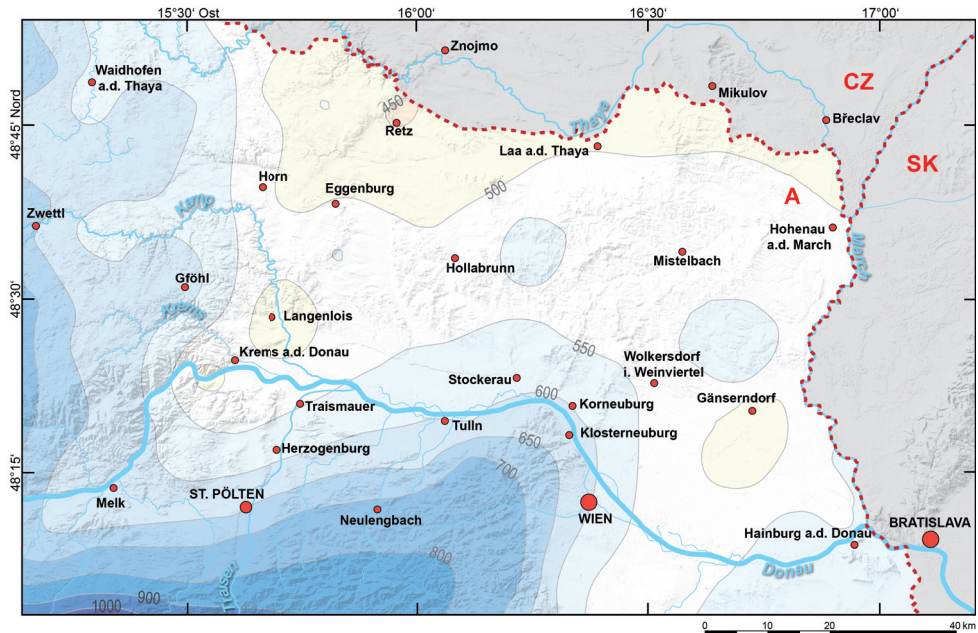 15°30' Ost
16°00'
16°30'
17°00'
Znojmo
CZ
Waidhofen
a.d. Thaya
450
Mikulov
Thaya
Břeclav
48°45' Nord
Retz
Laa a.d. Thaya
SK
Horn
Eggenburg
500
A
Kamp
Zwettl
Hohenau
a.d. March
March
Hollabrunn
Mistelbach
Gföhl
48°30'
Krems
Langenlois
Krems a.d. Donau
550
Wolkersdorf
i. Weinviertel
Stockerau
600
Gänserndorf
Traismauer
Korneuburg
Tulln
Klosterneuburg
650
Herzogenburg
700
48°15'
Melk
ST. PÖLTEN
Neulengbach
WIEN
BRATISLAVA
Hainburg a.d. Donau
800
Donau
Traisen
900
1000
0 10 20 40 km